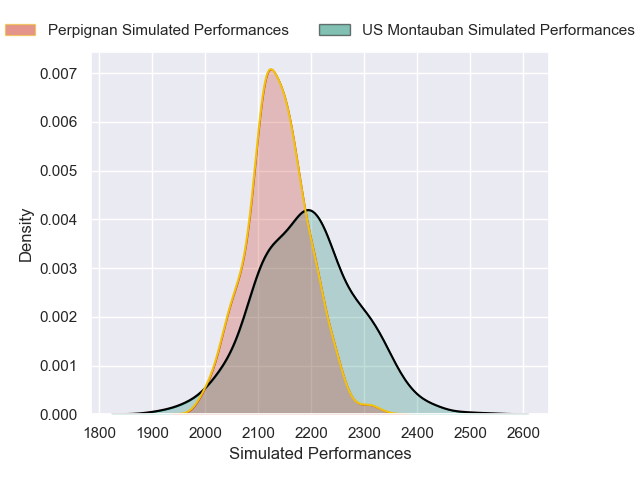 Perpignan Simulated Performances
US Montauban Simulated Performances
0.007
0.006
0.005
0.004
0.003
0.002
0.001
0.000
Density
1800 1900 2000 2100 2200 2300 2400 2500 2600
Simulated Performances